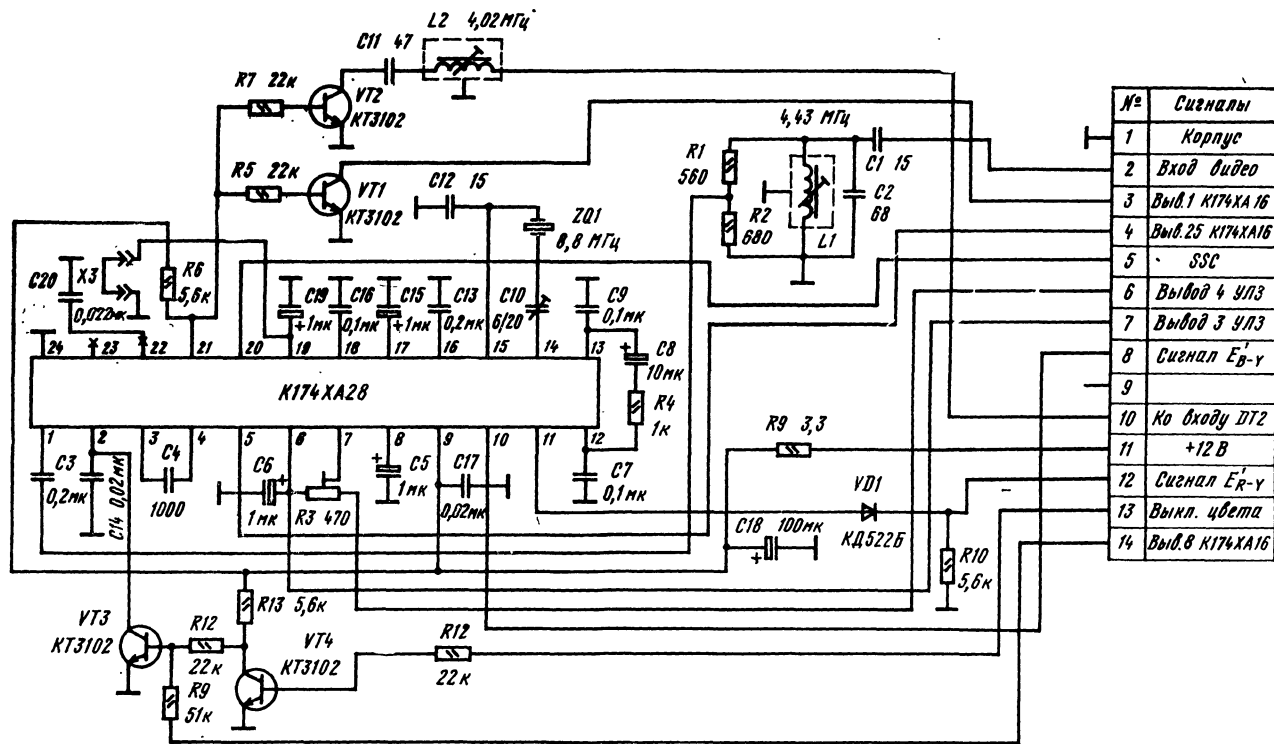 L2 4,02МГц
C11 47
R7 22к
VT2
КТ3102
R5 22к
VT1
КТ3102
C12 15
ZQ1
8,8 МГц
4,43 МГц
R1
560
C1 15
C2
68
R2
680
L1
C20
0,022мк
X3
R6
5,6к
C19
+ 1мк
C16
0,1мк
C15
+ 1мк
C13
0,2мк
C10
6/20
C9
0,1мк
+ C8
10мк
R4
1к
24 23 22 21 20 19 18 17 16 15 14 13
К174ХА28
1 2 3 4 5 6 7 8 9 10 11 12
C3
0,2мк
C14 0,02мк
C4
1000
C6 +
1мк
R3 470
+ C5
1мк
C17
0,02мк
C7
0,1мк
R9 3,3
VD1
КД522Б
C18 100мк
+
R10
5,6к
R13 5,6к
VT3
КТ3102
R12
22к
VT4
КТ3102
R12
22к
R9
51к
№ Сигналы
1 Корпус
2 Вход видео
3 Выв.1 К174ХА16
4 Выв.25 К174ХА16
5 SSC
6 Вывод 4 УЛЗ
7 Вывод 3 УЛЗ
8 Сигнал E'B-Y
9
10 Ко входу DT2
11 +12 В
12 Сигнал E'R-Y
13 Выкл. цвета
14 Выв.8 К174ХА16